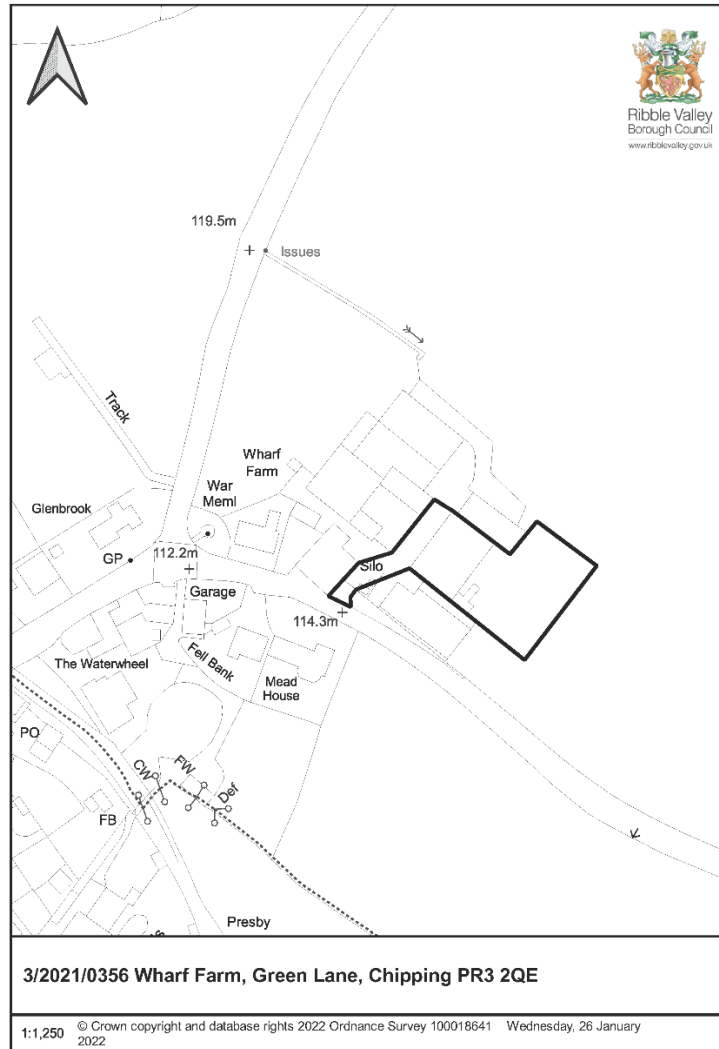 Ribble Valley
Borough Council
www.ribblevalley.gov.uk
119.5m
Issues
Track
Wharf
Farm
War
Meml
Glenbrook
GP
112.2m
Silo
Garage
114.3m
The Waterwheel
Fell Bank
Mead
House
PO
CW
FW
Def
FB
Presby
3/2021/0356 Wharf Farm, Green Lane, Chipping PR3 2QE
1:1,250
© Crown copyright and database rights 2022 Ordnance Survey 100018641 Wednesday, 26 January
2022